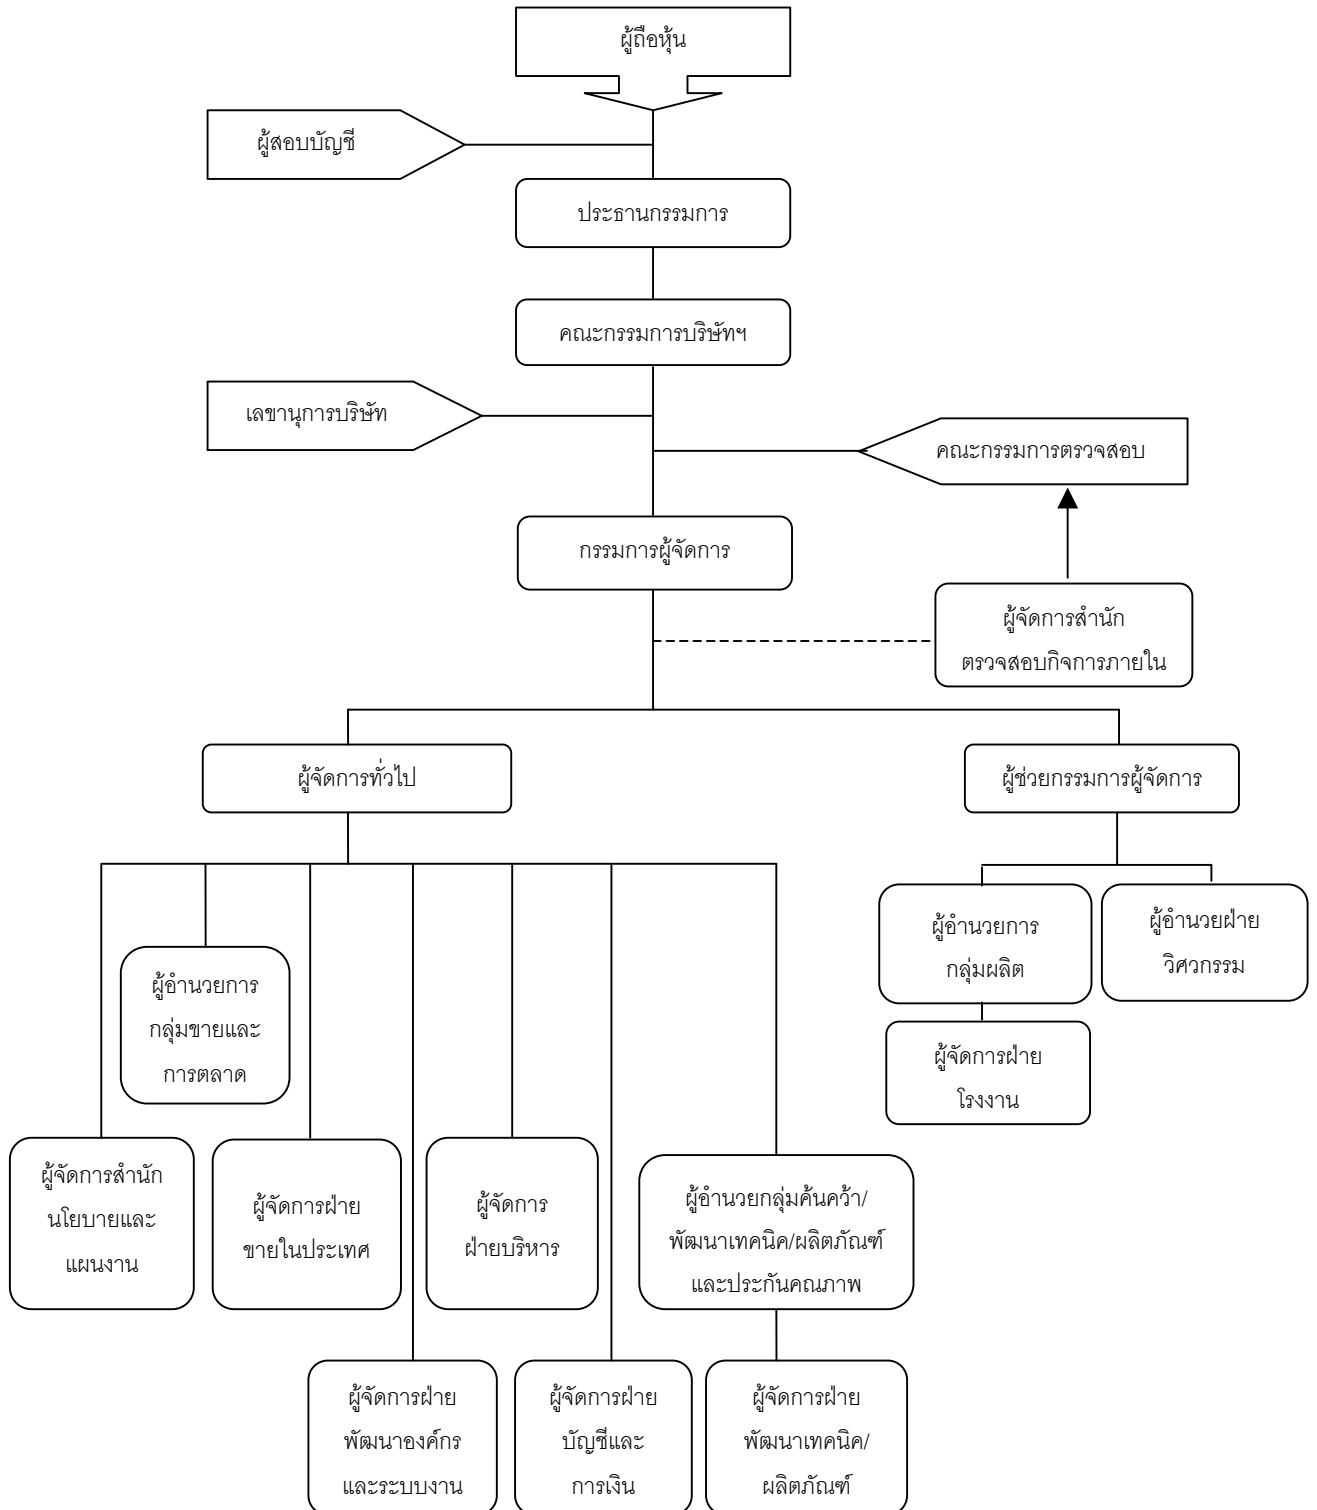 ผู้ถือหุ้น
ผู้สอบบัญชี
ประธานกรรมการ
คณะกรรมการบริษัทฯ
เลขานุการบริษัท
คณะกรรมการตรวจสอบ
กรรมการผู้จัดการ
ผู้จัดการสำนัก
ตรวจสอบกิจการภายใน
ผู้จัดการทั่วไป
ผู้ช่วยกรรมการผู้จัดการ
ผู้อำนวยการ
กลุ่มผลิต
ผู้อำนวยฝ่าย
วิศวกรรม
ผู้อำนวยการ
กลุ่มขายและ
การตลาด
ผู้จัดการฝ่าย
โรงงาน
ผู้จัดการสำนัก
นโยบายและ
แผนงาน
ผู้จัดการฝ่าย
ขายในประเทศ
ผู้จัดการ
ฝ่ายบริหาร
ผู้อำนวยกลุ่มค้นคว้า/
พัฒนาเทคนิค/ผลิตภัณฑ์
และประกันคณภาพ
ผู้จัดการฝ่าย
พัฒนาองค์กร
และระบบงาน
ผู้จัดการฝ่าย
บัญชีและ
การเงิน
ผู้จัดการฝ่าย
พัฒนาเทคนิค/
ผลิตภัณฑ์